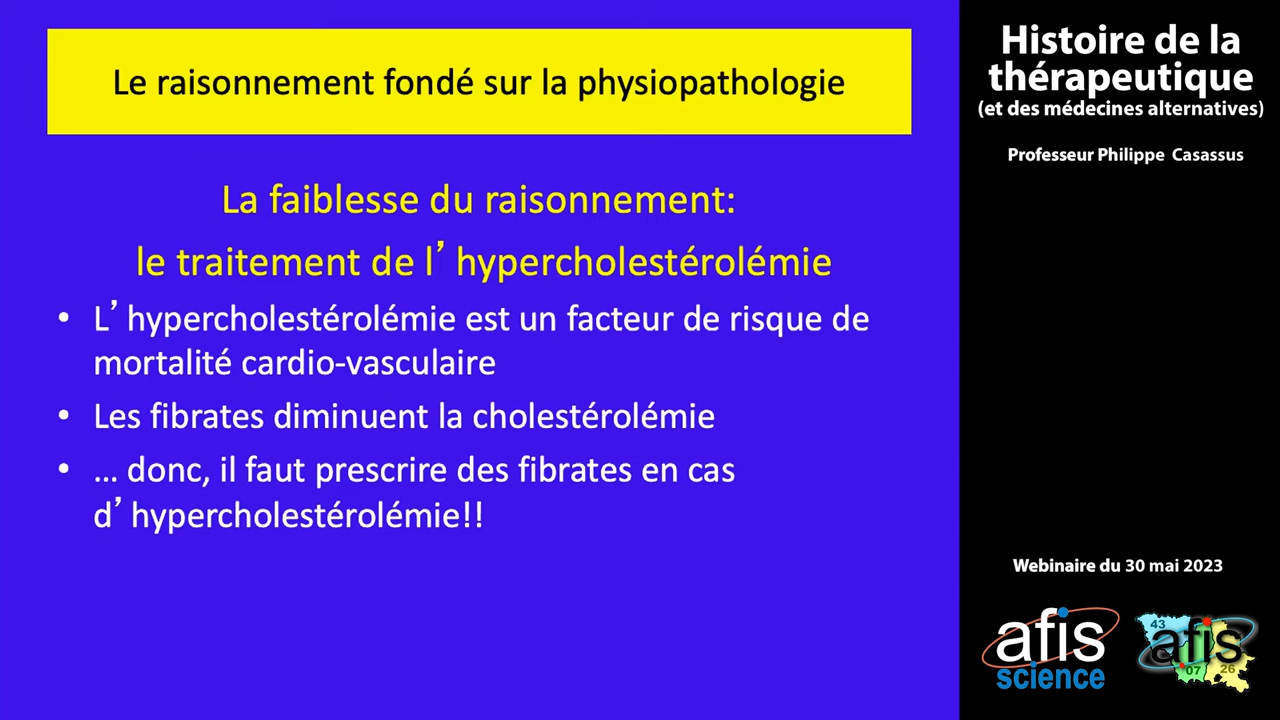 Le raisonnement fondé sur la physiopathologie
La faiblesse du raisonnement:
le traitement de l’ hypercholestérolémie
• L’ hypercholestérolémie est un facteur de risque de
mortalité cardio-vasculaire
• Les fibrates diminuent la cholestérolémie
• … donc, il faut prescrire des fibrates en cas
d’ hypercholestérolémie!!
Histoire de la
thérapeutique
(et des médecines alternatives)
Professeur Philippe Casassus
Webinaire du 30 mai 2023
afis
science
43
afis
07
26